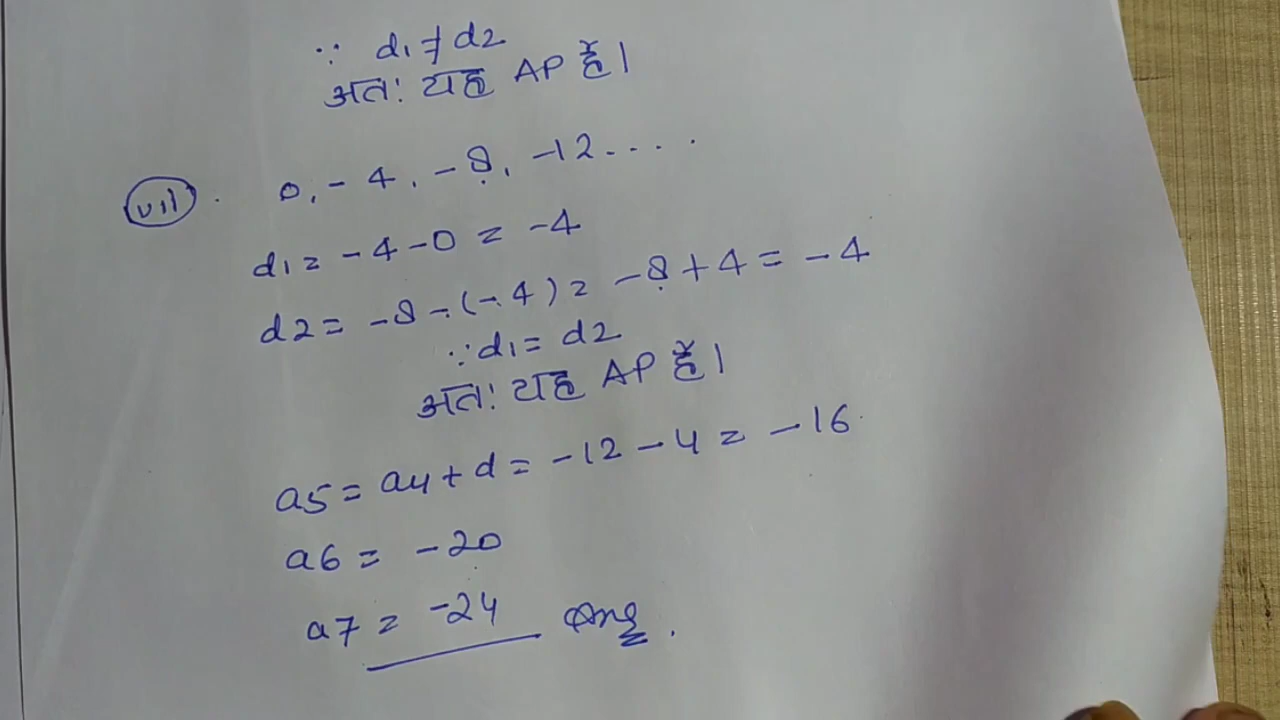 ∵ d1 ≠ d2
अतः यह AP है।
(vii). 0, -4, -8, -12....
d1 = -4-0 = -4
d2 = -8-(-4) = -8+4 = -4
∵ d1 = d2
अतः यह AP है।
a5 = a4+d = -12-4 = -16
a6 = -20
a7 = -24 Ans.